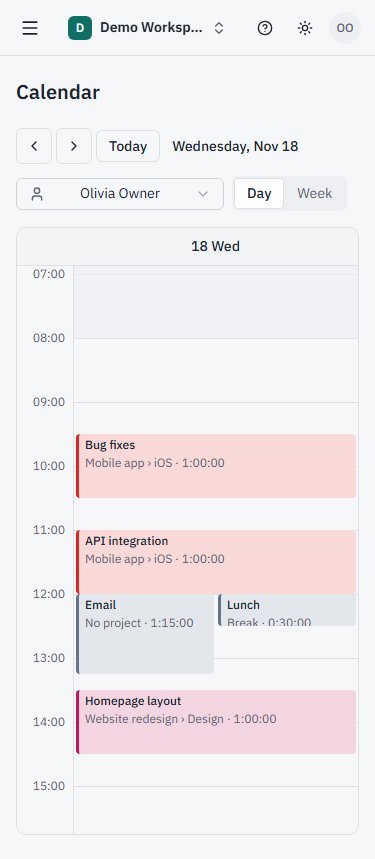 D Demo Worksp... OO
Calendar
Today Wednesday, Nov 18
Olivia Owner Day Week
18 Wed
07:00
08:00
09:00
Bug fixes
Mobile app › iOS · 1:00:00
10:00
11:00
API integration
Mobile app › iOS · 1:00:00
12:00
Email
No project · 1:15:00
Lunch
Break · 0:30:00
13:00
Homepage layout
Website redesign › Design · 1:00:00
14:00
15:00